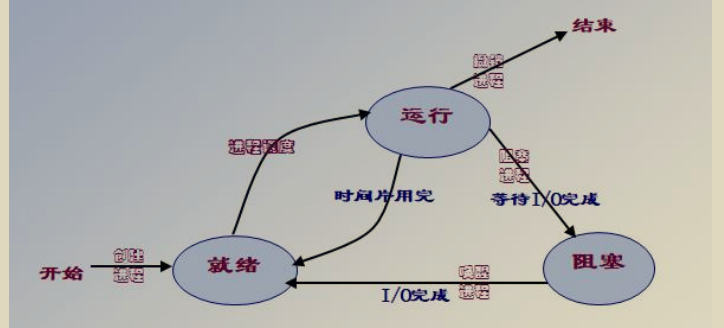 结束
撤销
进程
运行
进程调度
阻塞
进程
时间片用完
等待I/O完成
创建
进程
开始
就绪
阻塞
唤醒
进程
I/O完成